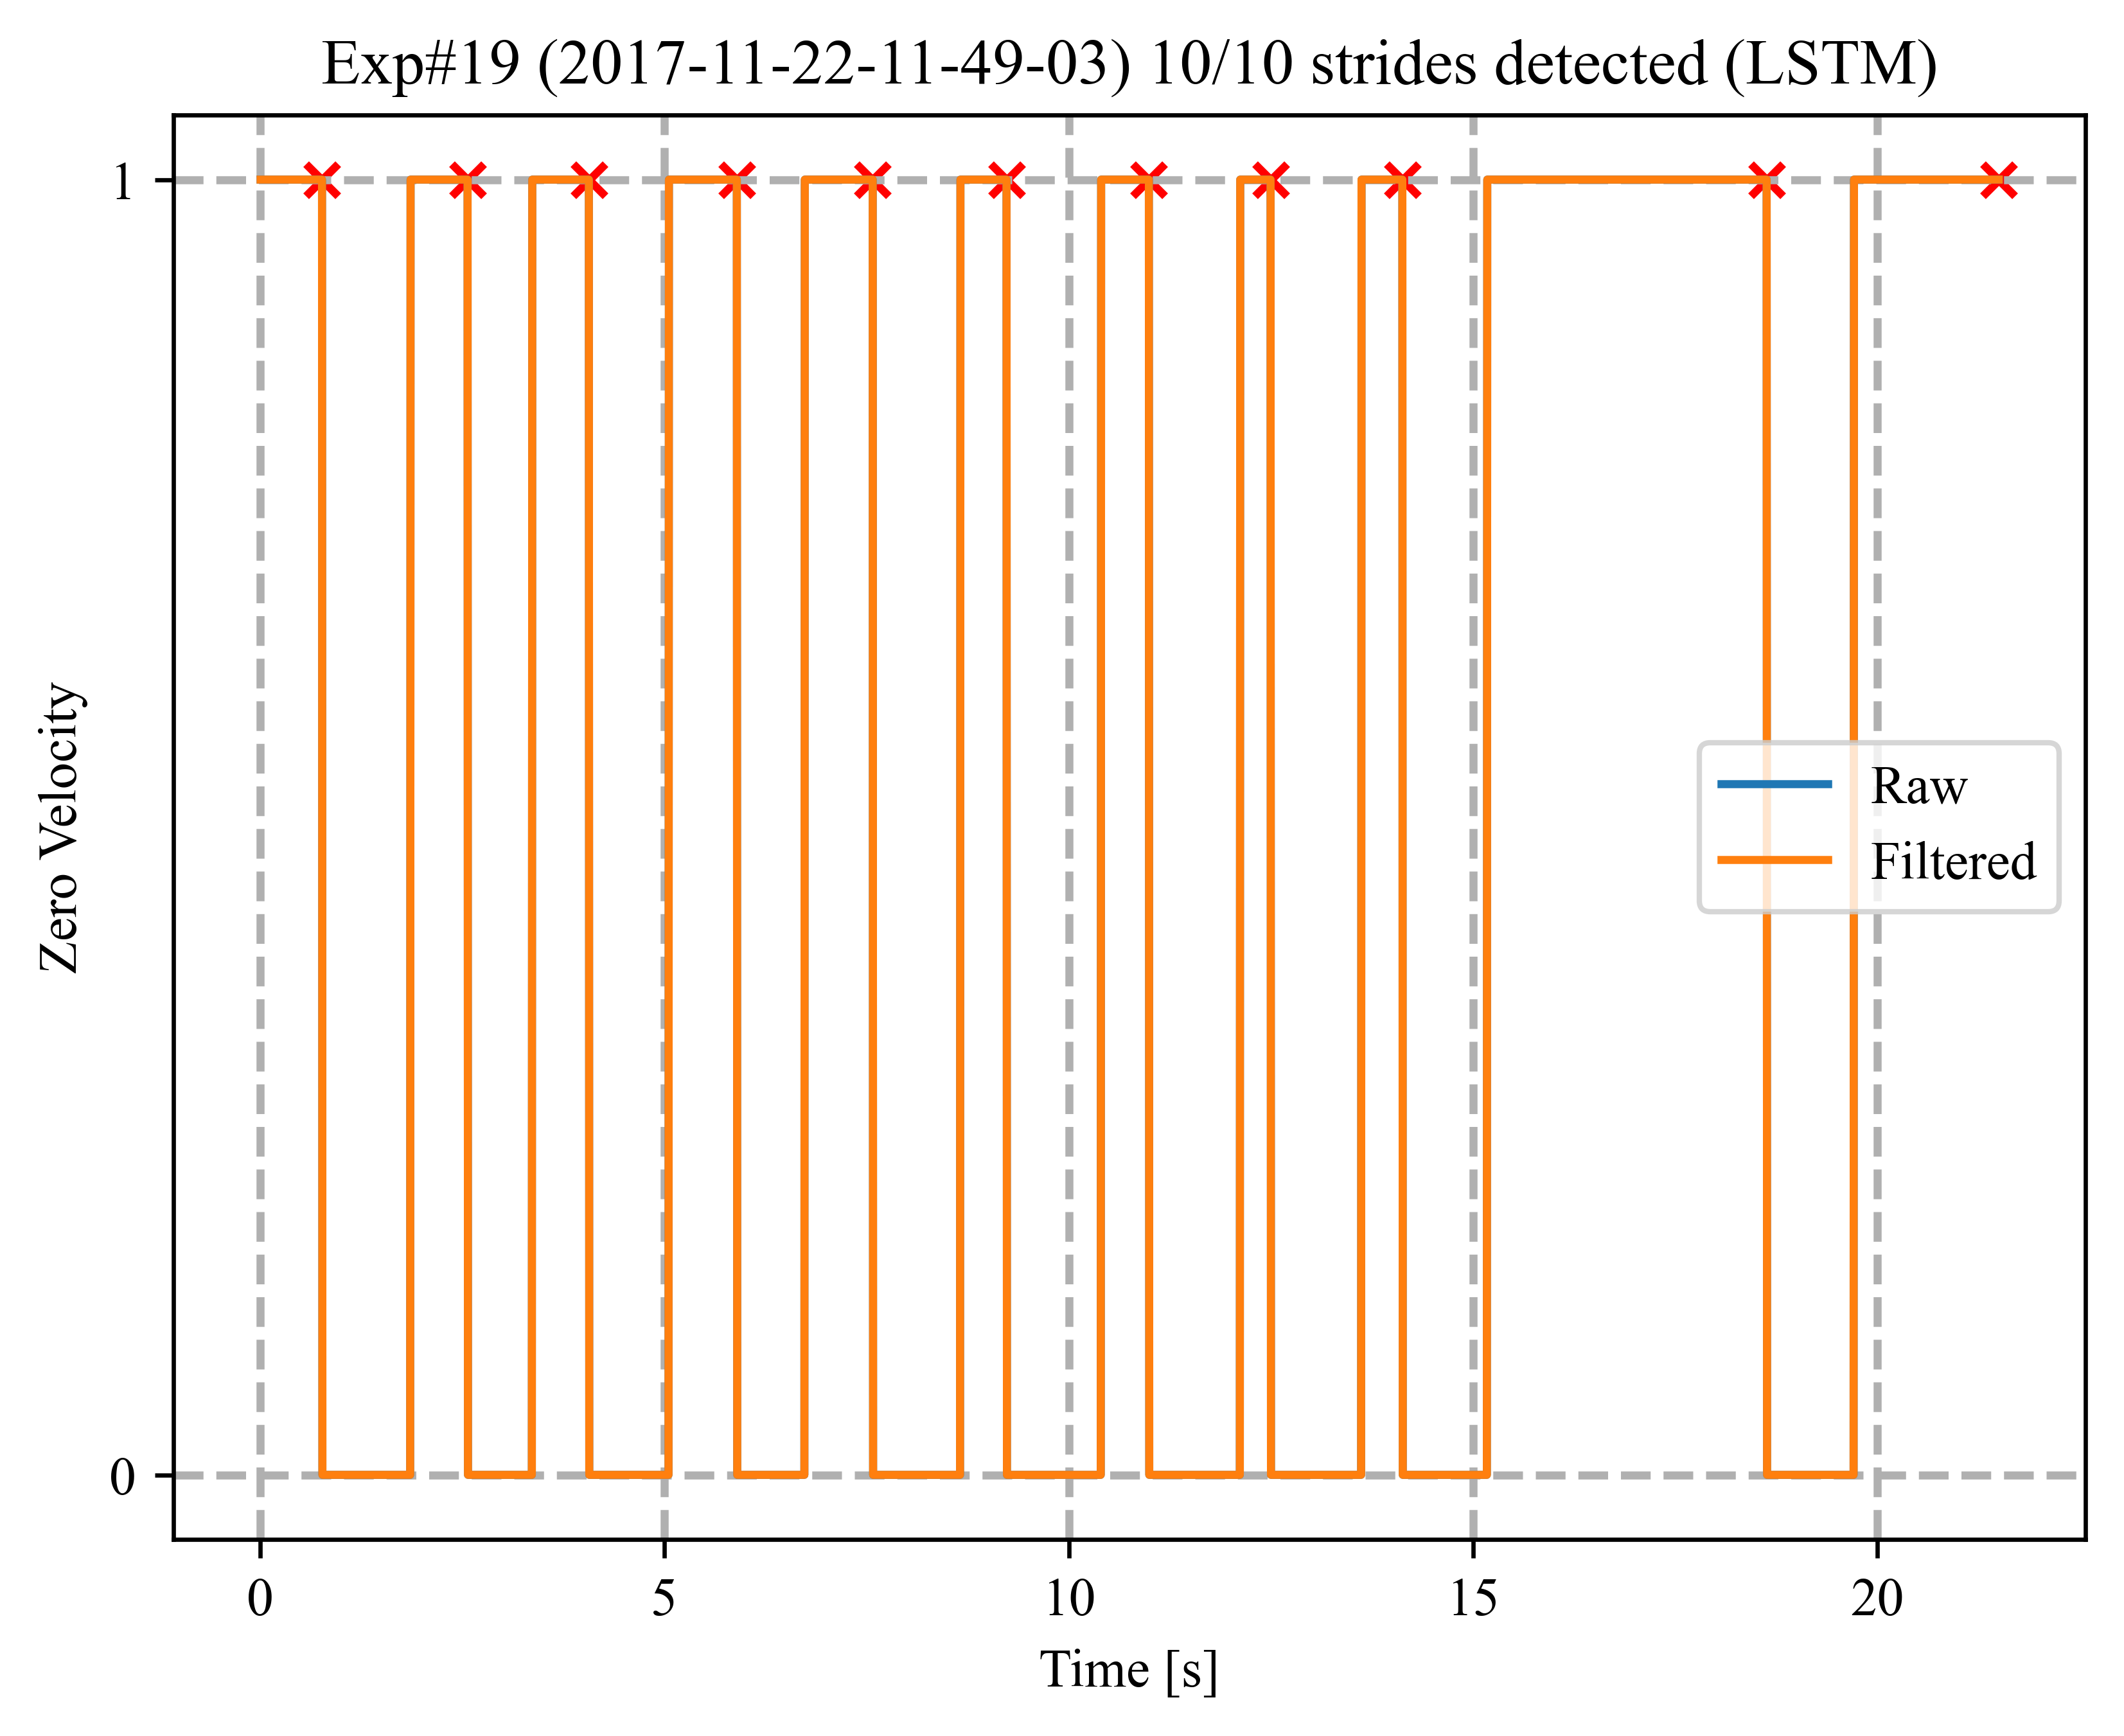 Exp#19 (2017-11-22-11-49-03) 10/10 strides detected (LSTM)
1
Zero Velocity
Raw
Filtered
0
0 5 10 15 20
Time [s]